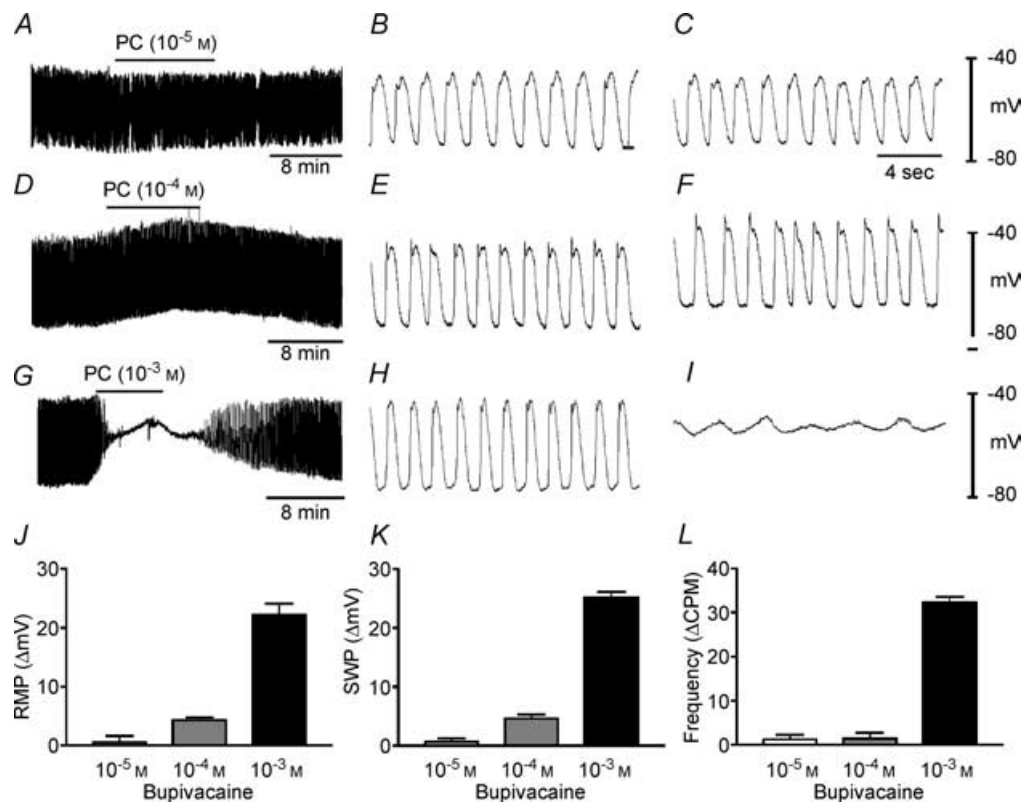 A
PC (10⁻⁵ M)
8 min
B
C
4 sec
-40
mV
-80
D
PC (10⁻⁴ M)
8 min
E
F
-40
mV
-80
G
PC (10⁻³ M)
8 min
H
I
-40
mV
-80
J
RMP (ΔmV)
30
20
10
0
10⁻⁵ M 10⁻⁴ M 10⁻³ M
Bupivacaine
K
SWP (ΔmV)
30
20
10
0
10⁻⁵ M 10⁻⁴ M 10⁻³ M
Bupivacaine
L
Frequency (ΔCPM)
40
30
20
10
0
10⁻⁵ M 10⁻⁴ M 10⁻³ M
Bupivacaine